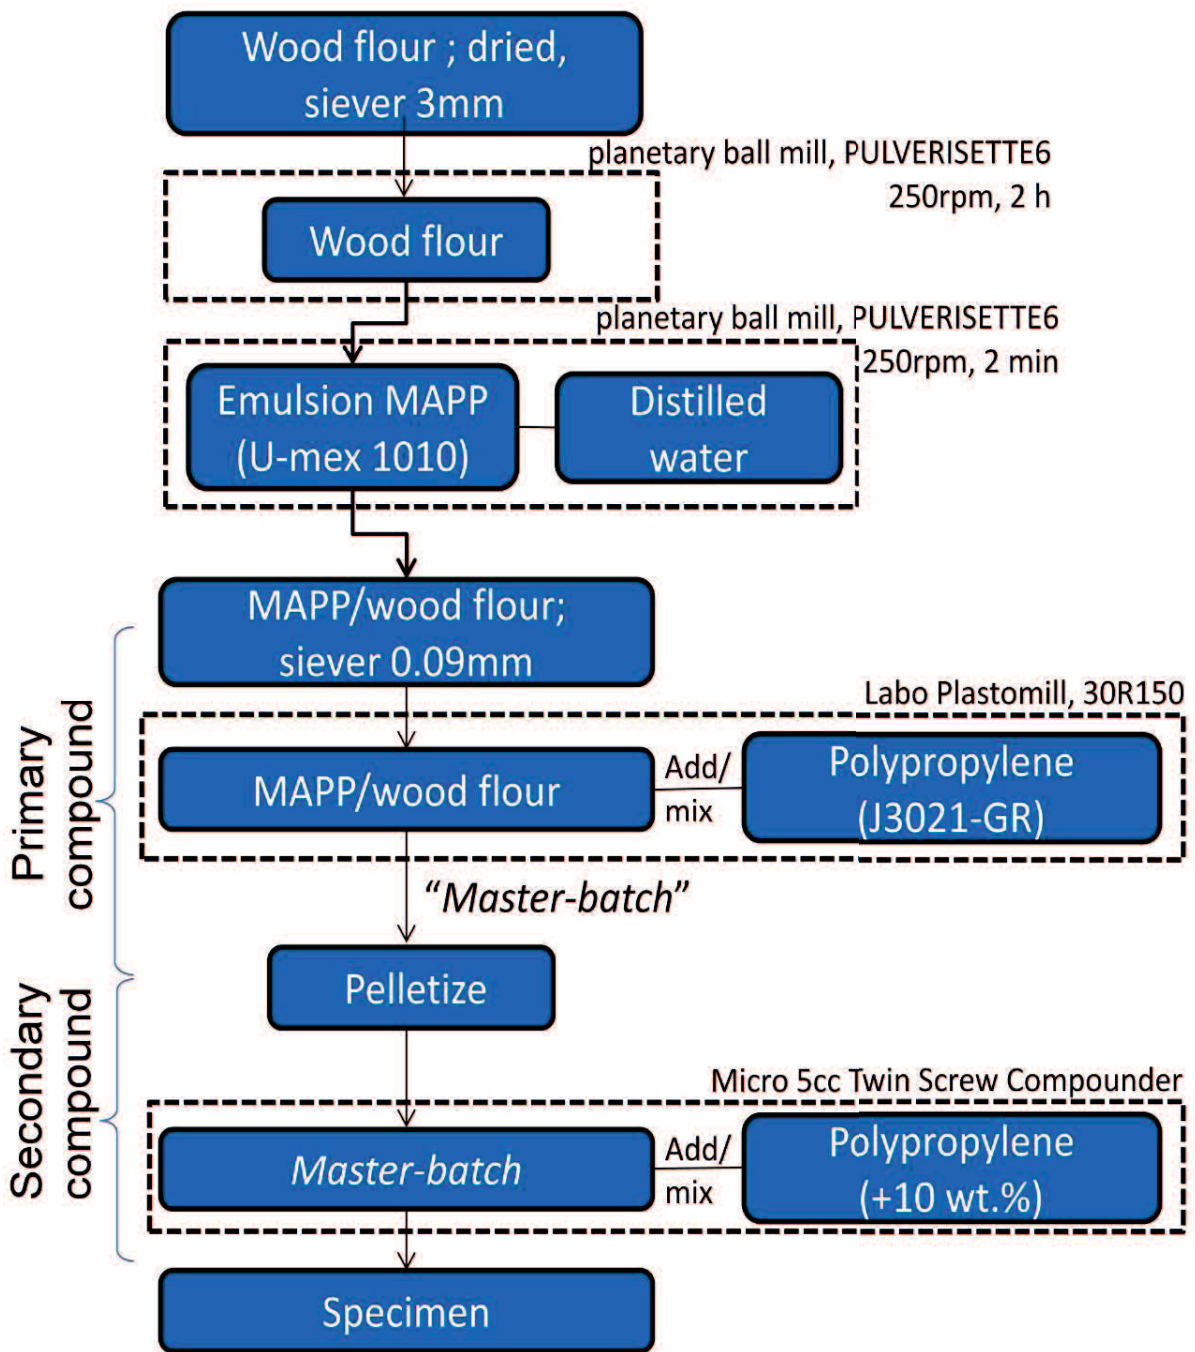 Wood flour ; dried,
siever 3mm
planetary ball mill, PULVERISETTE6
250rpm, 2 h
Wood flour
planetary ball mill, PULVERISETTE6
250rpm, 2 min
Emulsion MAPP
(U-mex 1010)
Distilled
water
MAPP/wood flour;
siever 0.09mm
Primary
compound
Labo Plastomill, 30R150
MAPP/wood flour
Add/
mix
Polypropylene
(J3021-GR)
“Master-batch”
Pelletize
Secondary
compound
Micro 5cc Twin Screw Compounder
Master-batch
Add/
mix
Polypropylene
(+10 wt.%)
Specimen